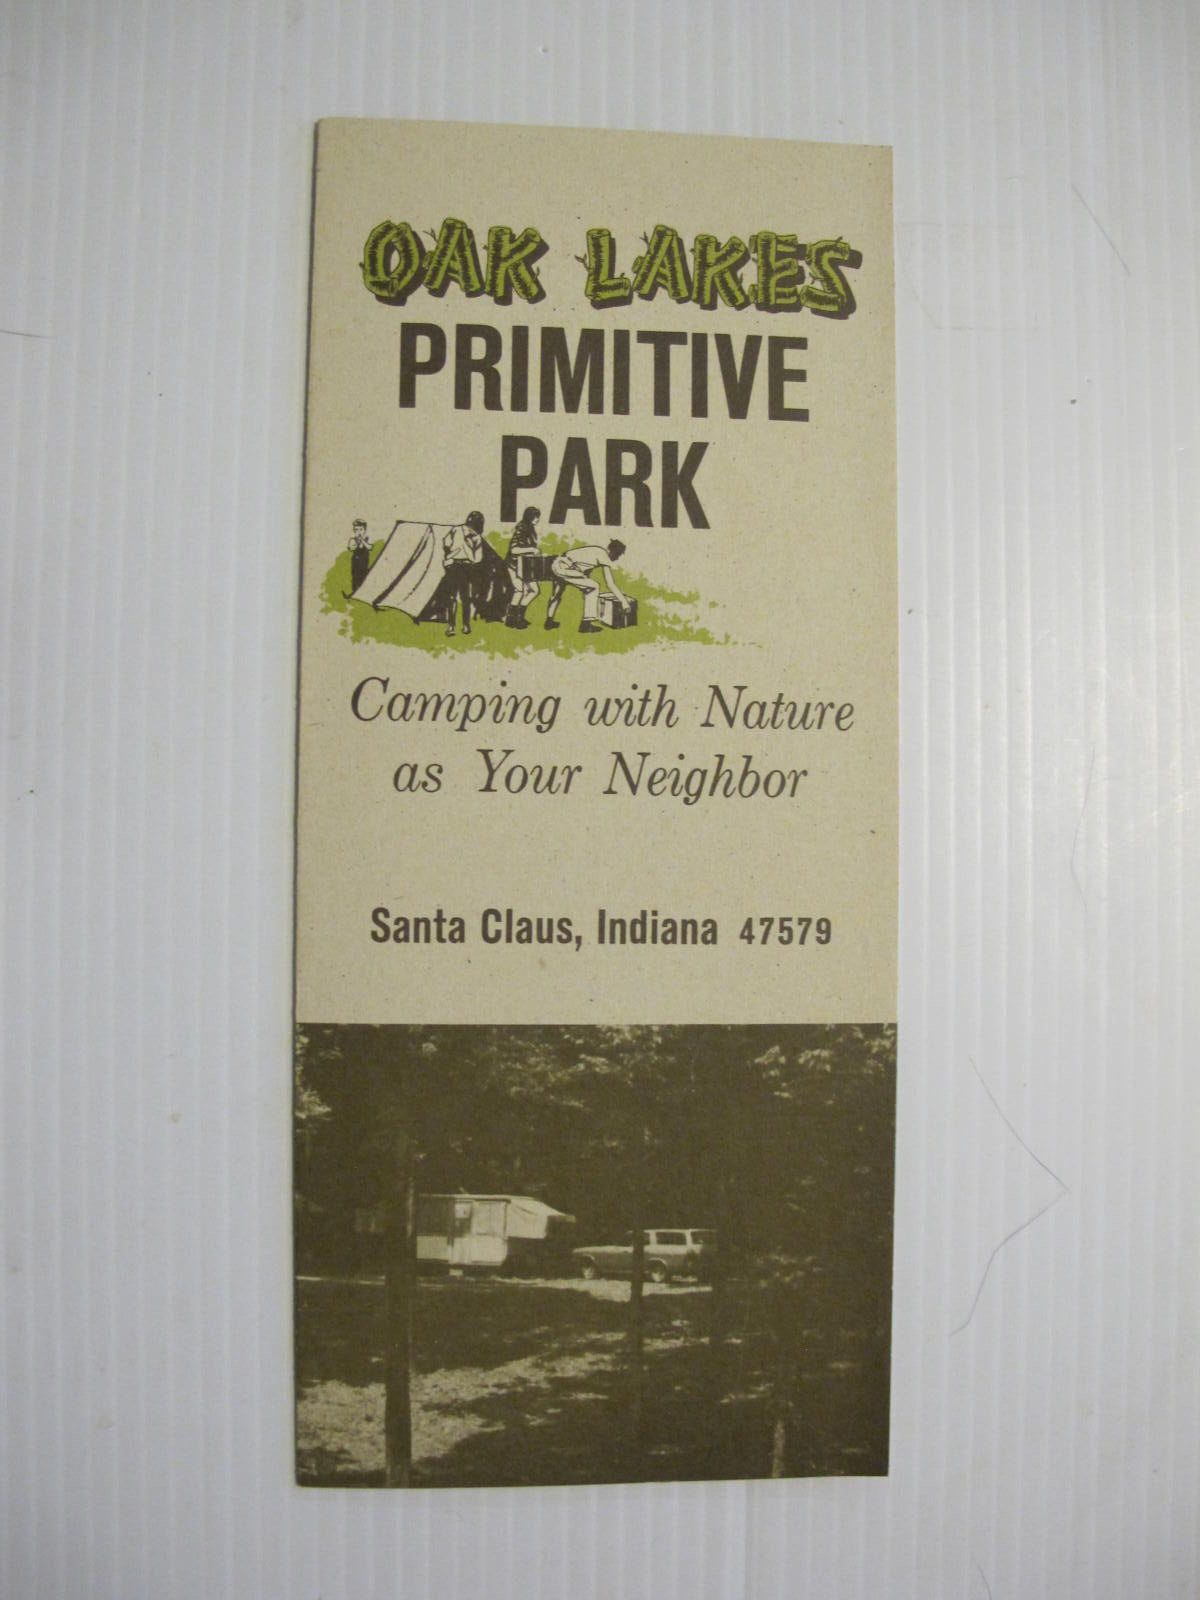 OAK LAKES
PRIMITIVE
PARK
Camping with Nature
as Your Neighbor
Santa Claus, Indiana 47579